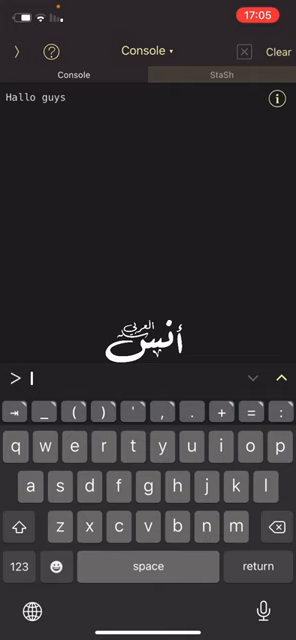 17:05
Console ▾
Clear
Console
StaSh
Hallo guys
أنس العربي
>
_ ( ) ' , . + = :
q w e r t y u i o p
a s d f g h j k l
z x c v b n m
123
space
return